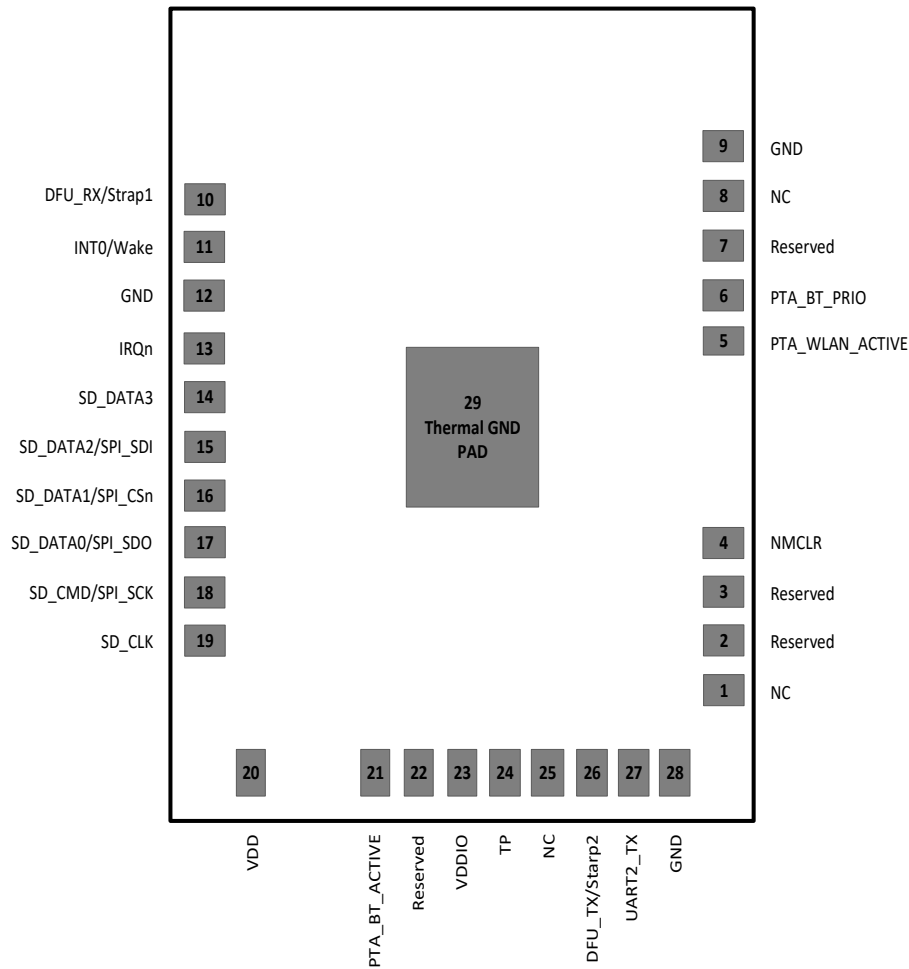 9 GND
DFU_RX/Strap1 10
8 NC
INT0/Wake 11
7 Reserved
GND 12
6 PTA_BT_PRIO
IRQn 13
5 PTA_WLAN_ACTIVE
SD_DATA3 14
29
Thermal GND
PAD
SD_DATA2/SPI_SDI 15
SD_DATA1/SPI_CSn 16
SD_DATA0/SPI_SDO 17
4 NMCLR
SD_CMD/SPI_SCK 18
3 Reserved
SD_CLK 19
2 Reserved
1 NC
20 21 22 23 24 25 26 27 28
VDD
PTA_BT_ACTIVE
Reserved
VDDIO
TP
NC
DFU_TX/Starp2
UART2_TX
GND